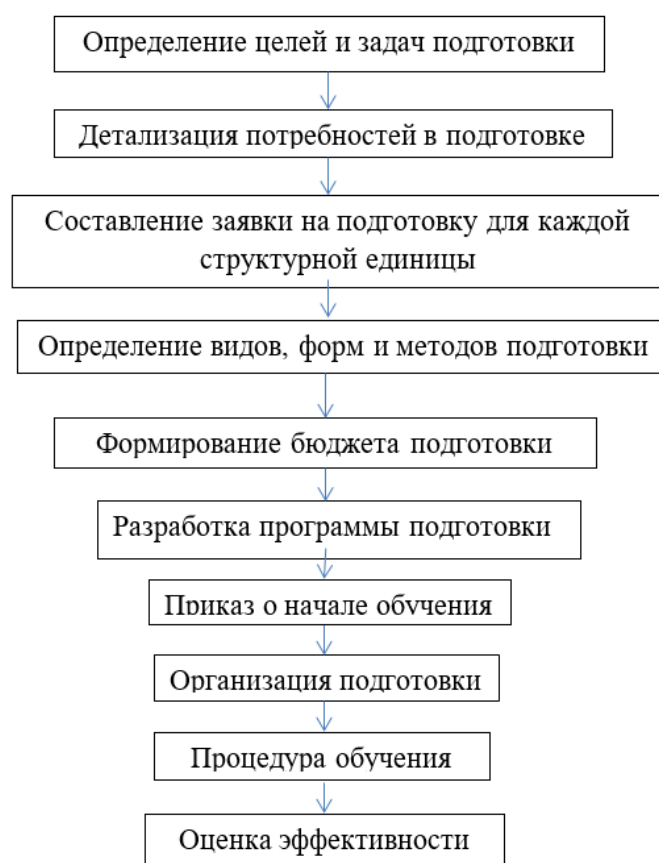 Определение целей и задач подготовки
Детализация потребностей в подготовке
Составление заявки на подготовку для каждой
структурной единицы
Определение видов, форм и методов подготовки
Формирование бюджета подготовки
Разработка программы подготовки
Приказ о начале обучения
Организация подготовки
Процедура обучения
Оценка эффективности